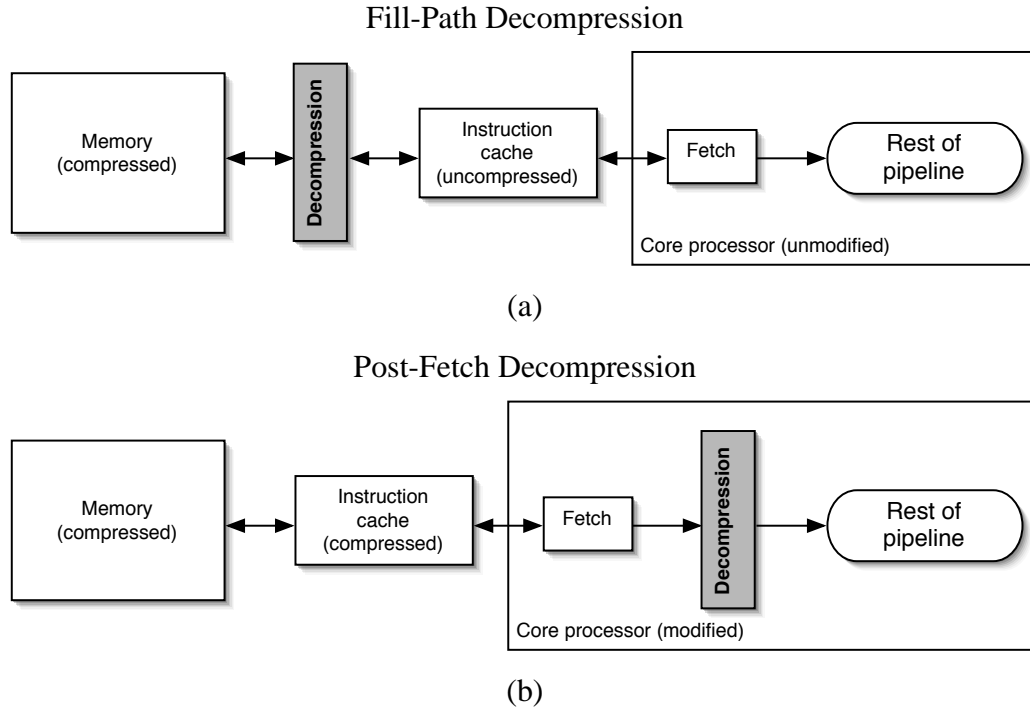 Fill-Path Decompression
Memory
(compressed)
Decompression
Instruction
cache
(uncompressed)
Fetch
Rest of
pipeline
Core processor (unmodified)
(a)
Post-Fetch Decompression
Memory
(compressed)
Instruction
cache
(compressed)
Fetch
Decompression
Rest of
pipeline
Core processor (modified)
(b)